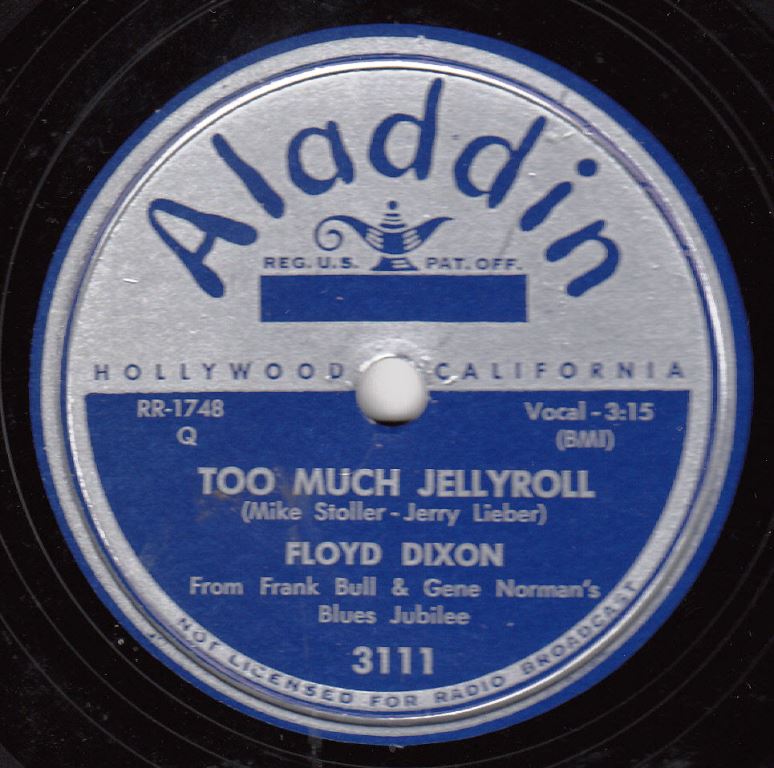 Aladdin
REG. U.S. PAT. OFF.
HOLLYWOOD CALIFORNIA
RR-1748
Q
Vocal - 3:15
(BMI)
TOO MUCH JELLYROLL
(Mike Stoller - Jerry Lieber)
FLOYD DIXON
From Frank Bull & Gene Norman's
Blues Jubilee
3111
NOT LICENSED FOR RADIO BROADCAST